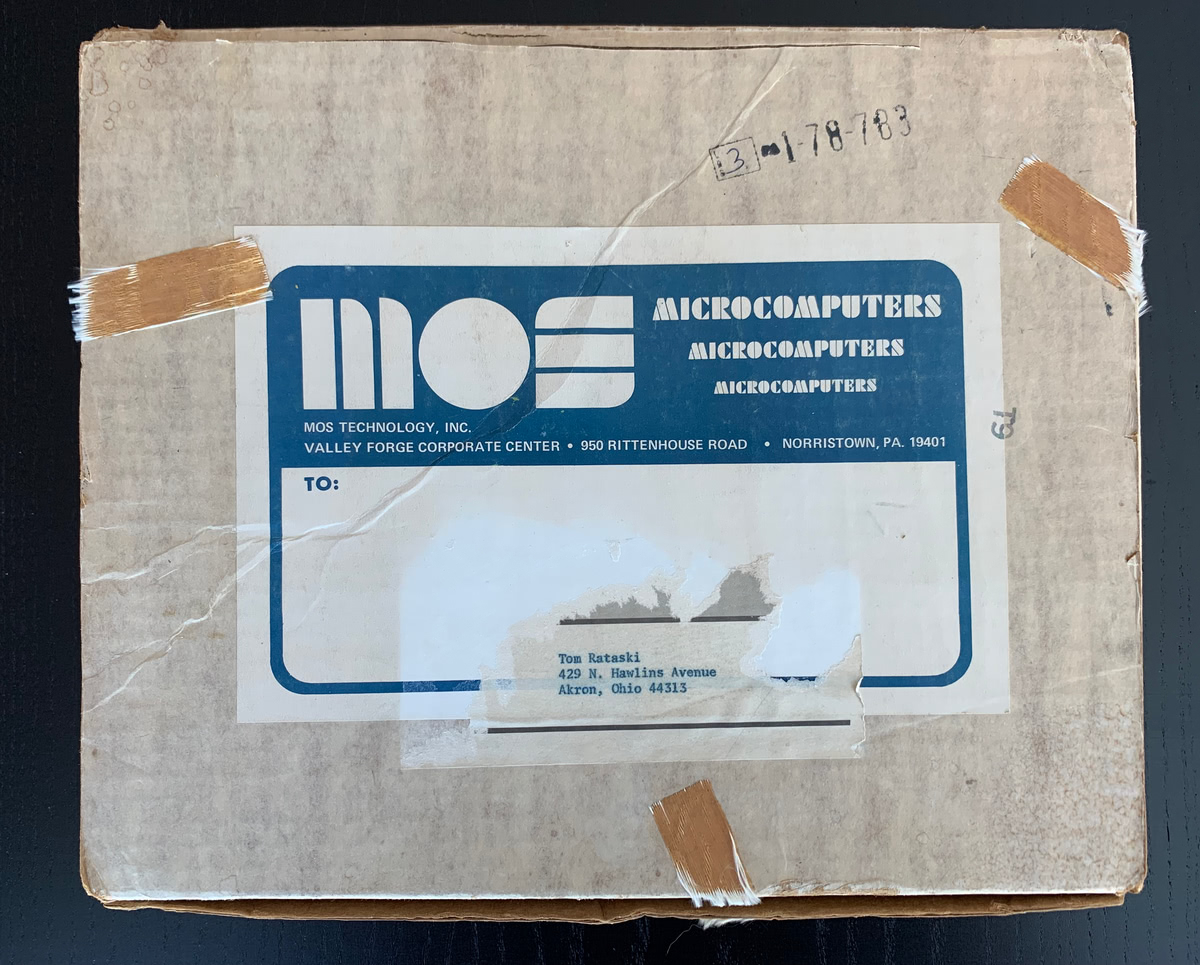 3 -1-78-783
mos
MICROCOMPUTERS
MICROCOMPUTERS
MICROCOMPUTERS
MOS TECHNOLOGY, INC.
VALLEY FORGE CORPORATE CENTER • 950 RITTENHOUSE ROAD • NORRISTOWN, PA. 19401
TO:
Tom Rataski
429 N. Hawlins Avenue
Akron, Ohio 44313